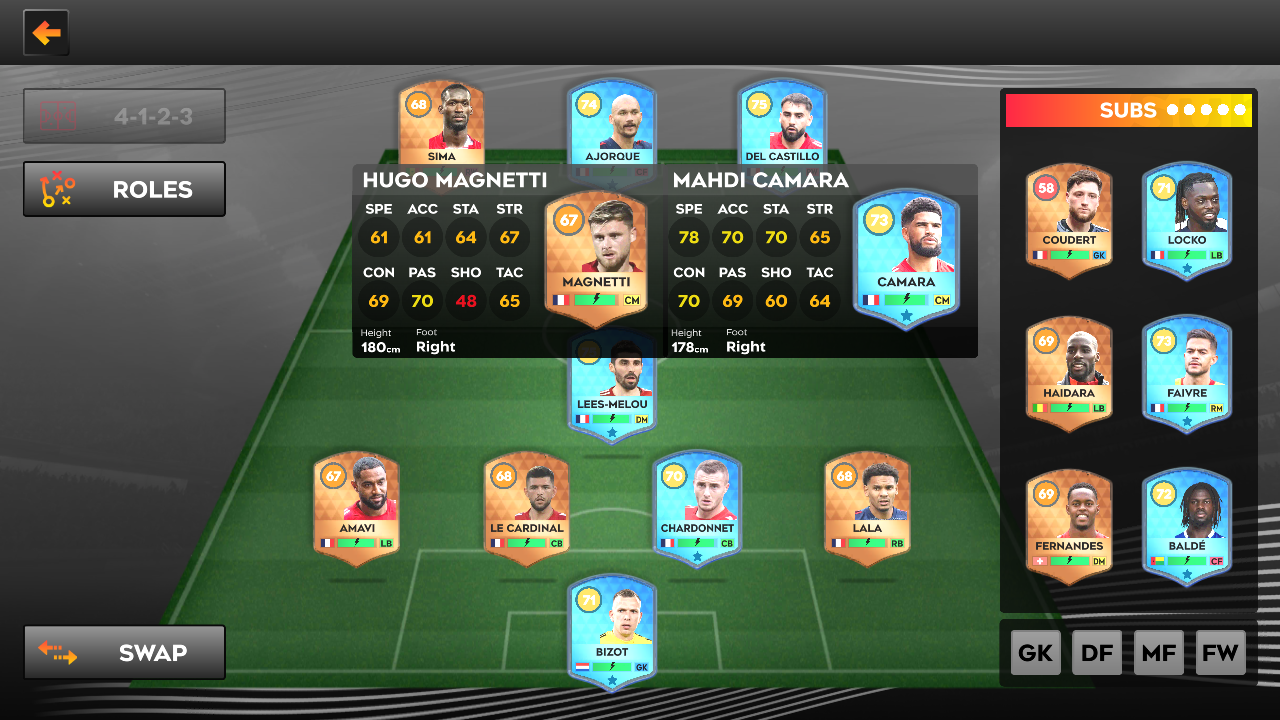 4-1-2-3
ROLES
SWAP
68
SIMA
74
AJORQUE
CF
75
DEL CASTILLO
HUGO MAGNETTI
SPE ACC STA STR
61 61 64 67
CON PAS SHO TAC
69 70 48 65
Height Foot
180cm Right
67
MAGNETTI
CM
MAHDI CAMARA
SPE ACC STA STR
78 70 70 65
CON PAS SHO TAC
70 69 60 64
Height Foot
178cm Right
73
CAMARA
CM
LEES-MELOU
DM
67
AMAVI
LB
68
LE CARDINAL
CB
70
CHARDONNET
CB
68
LALA
RB
71
BIZOT
GK
SUBS
58
COUDERT
GK
71
LOCKO
LB
69
HAIDARA
LB
73
FAIVRE
RM
69
FERNANDES
DM
72
BALDÉ
CF
GK DF MF FW